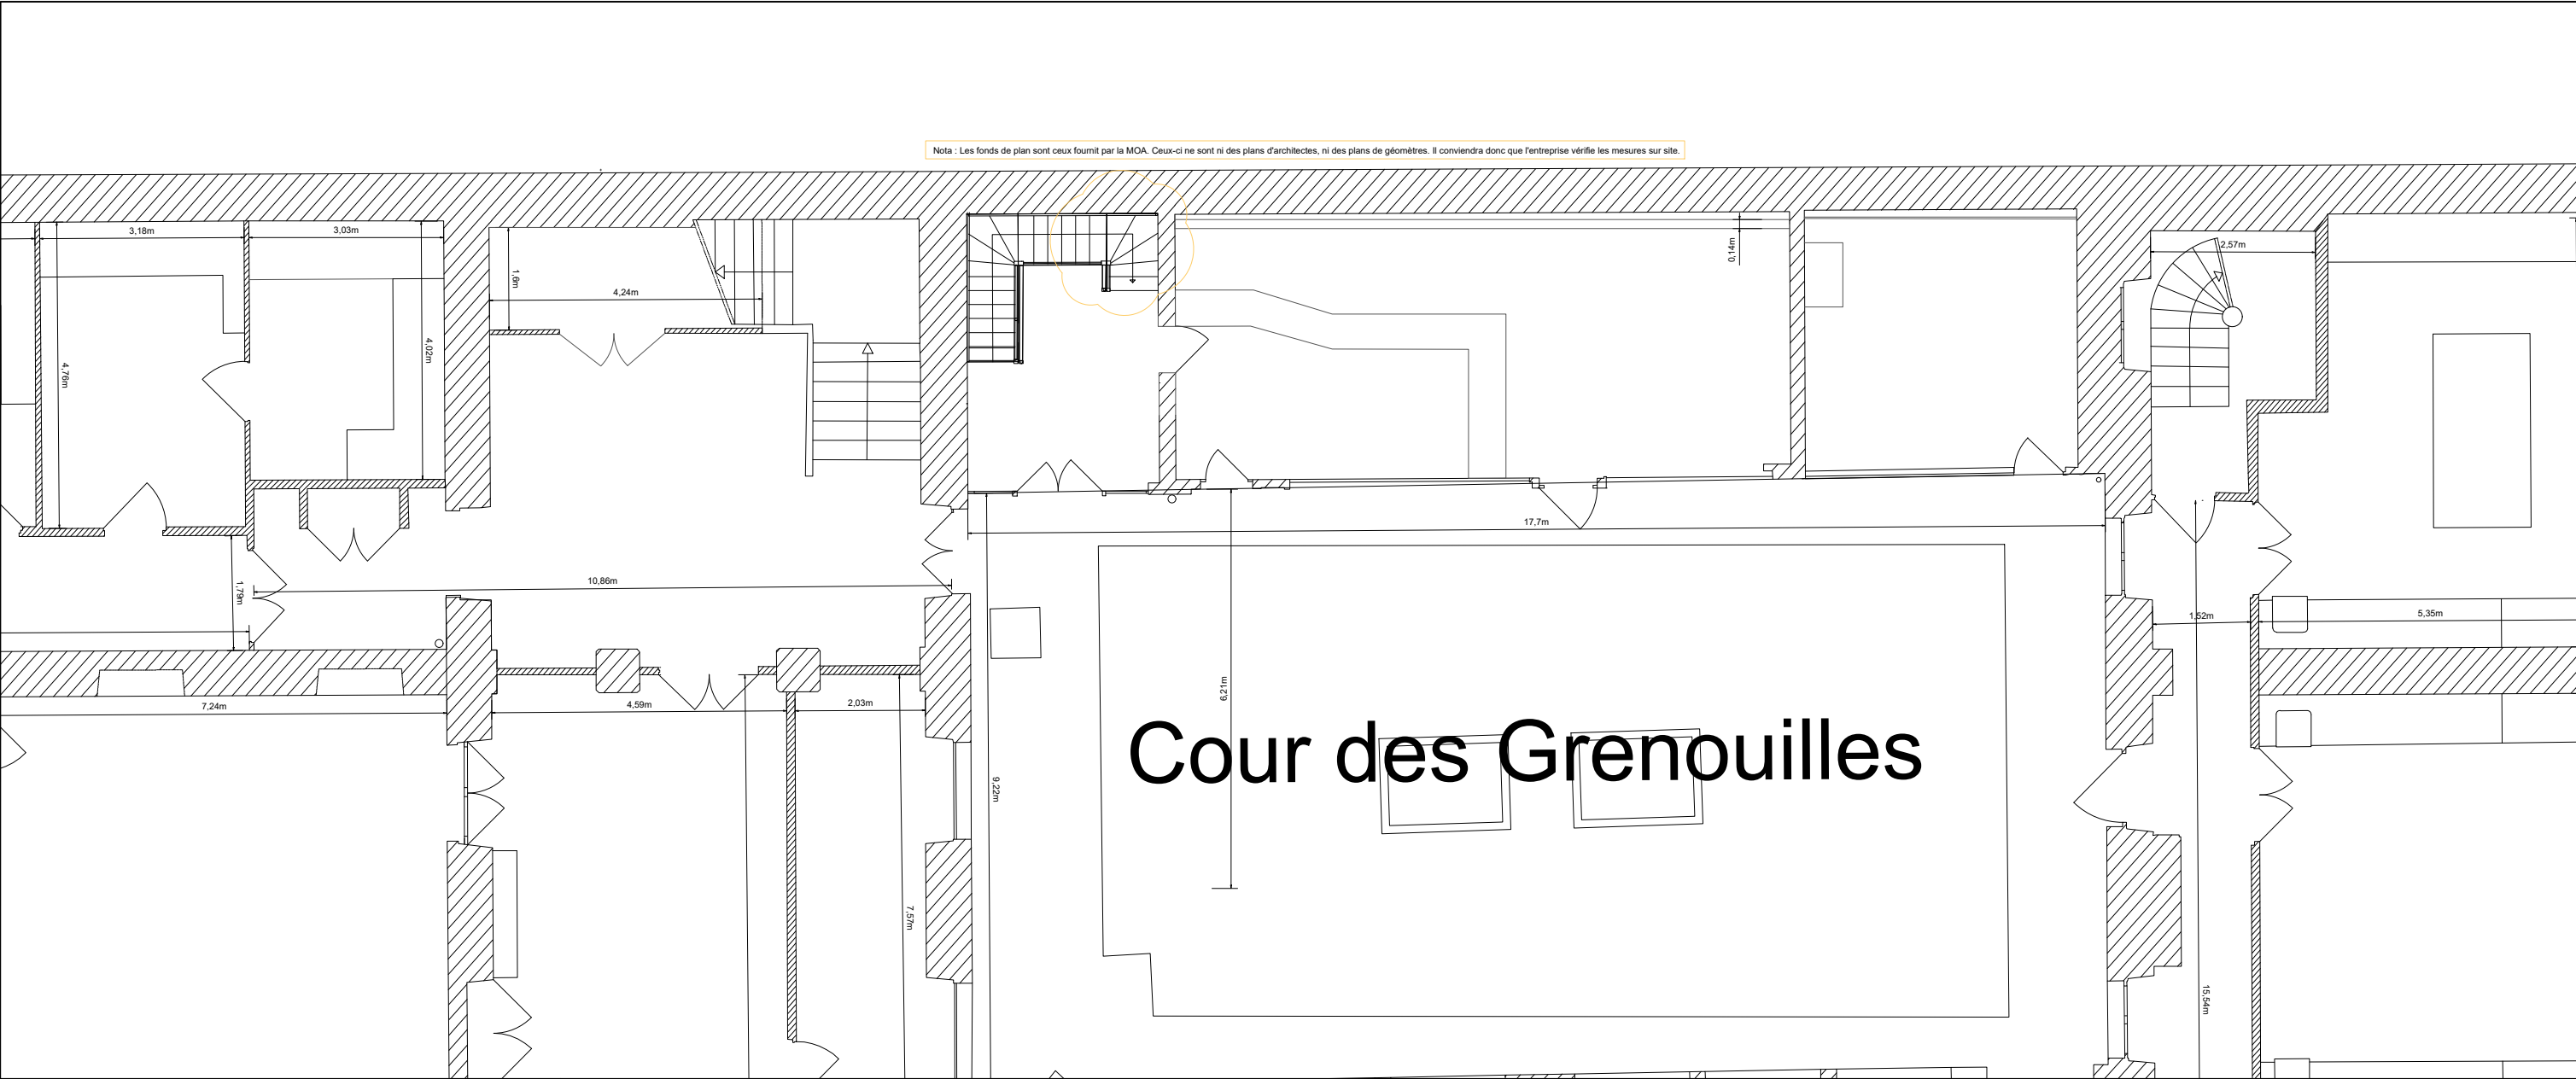 Nota : Les fonds de plan sont ceux fournit par la MOA. Ceux-ci ne sont ni des plans d'architectes, ni des plans de géomètres. Il conviendra donc que l'entreprise vérifie les mesures sur site.
3,18m
3,03m
1,6m
4,24m
0,14m
2,57m
4,76m
4,02m
17,7m
1,79m
10,86m
1,52m
5,35m
7,24m
4,59m
2,03m
6,21m
Cour des Grenouilles
9,22m
7,57m
15,54m